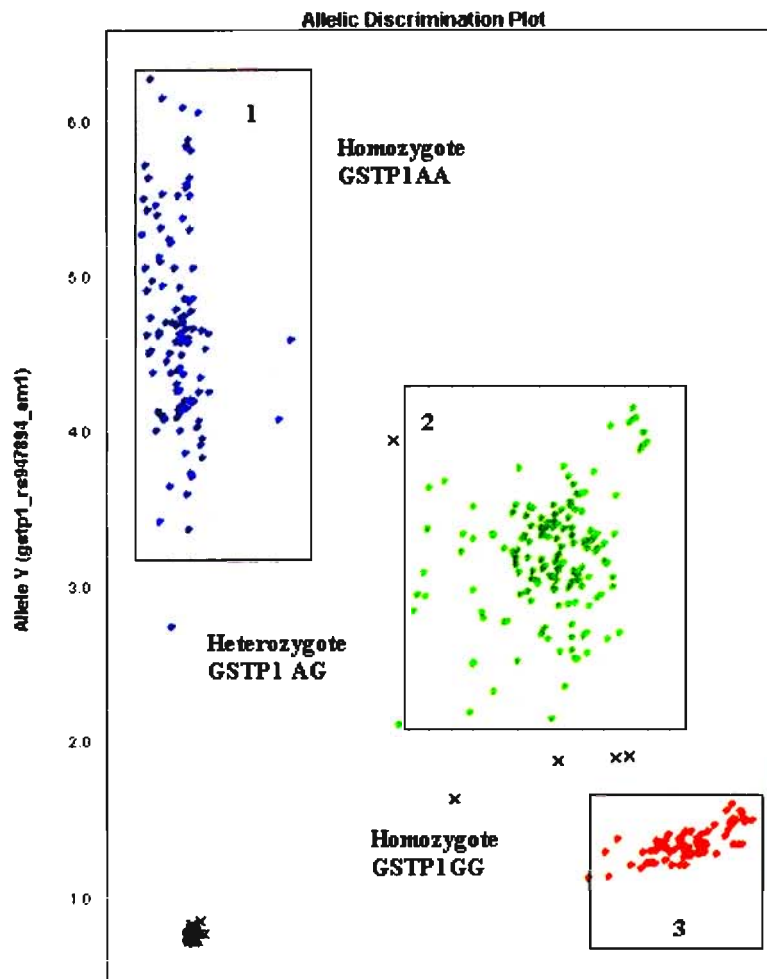 Allelic Discrimination Plot
6.0
1
Homozygote
GSTP1AA
5.0
Allele Y (gstp1_rs947894_am1)
4.0
2
3.0
Heterozygote
GSTP1 AG
2.0
Homozygote
GSTP1GG
1.0
3